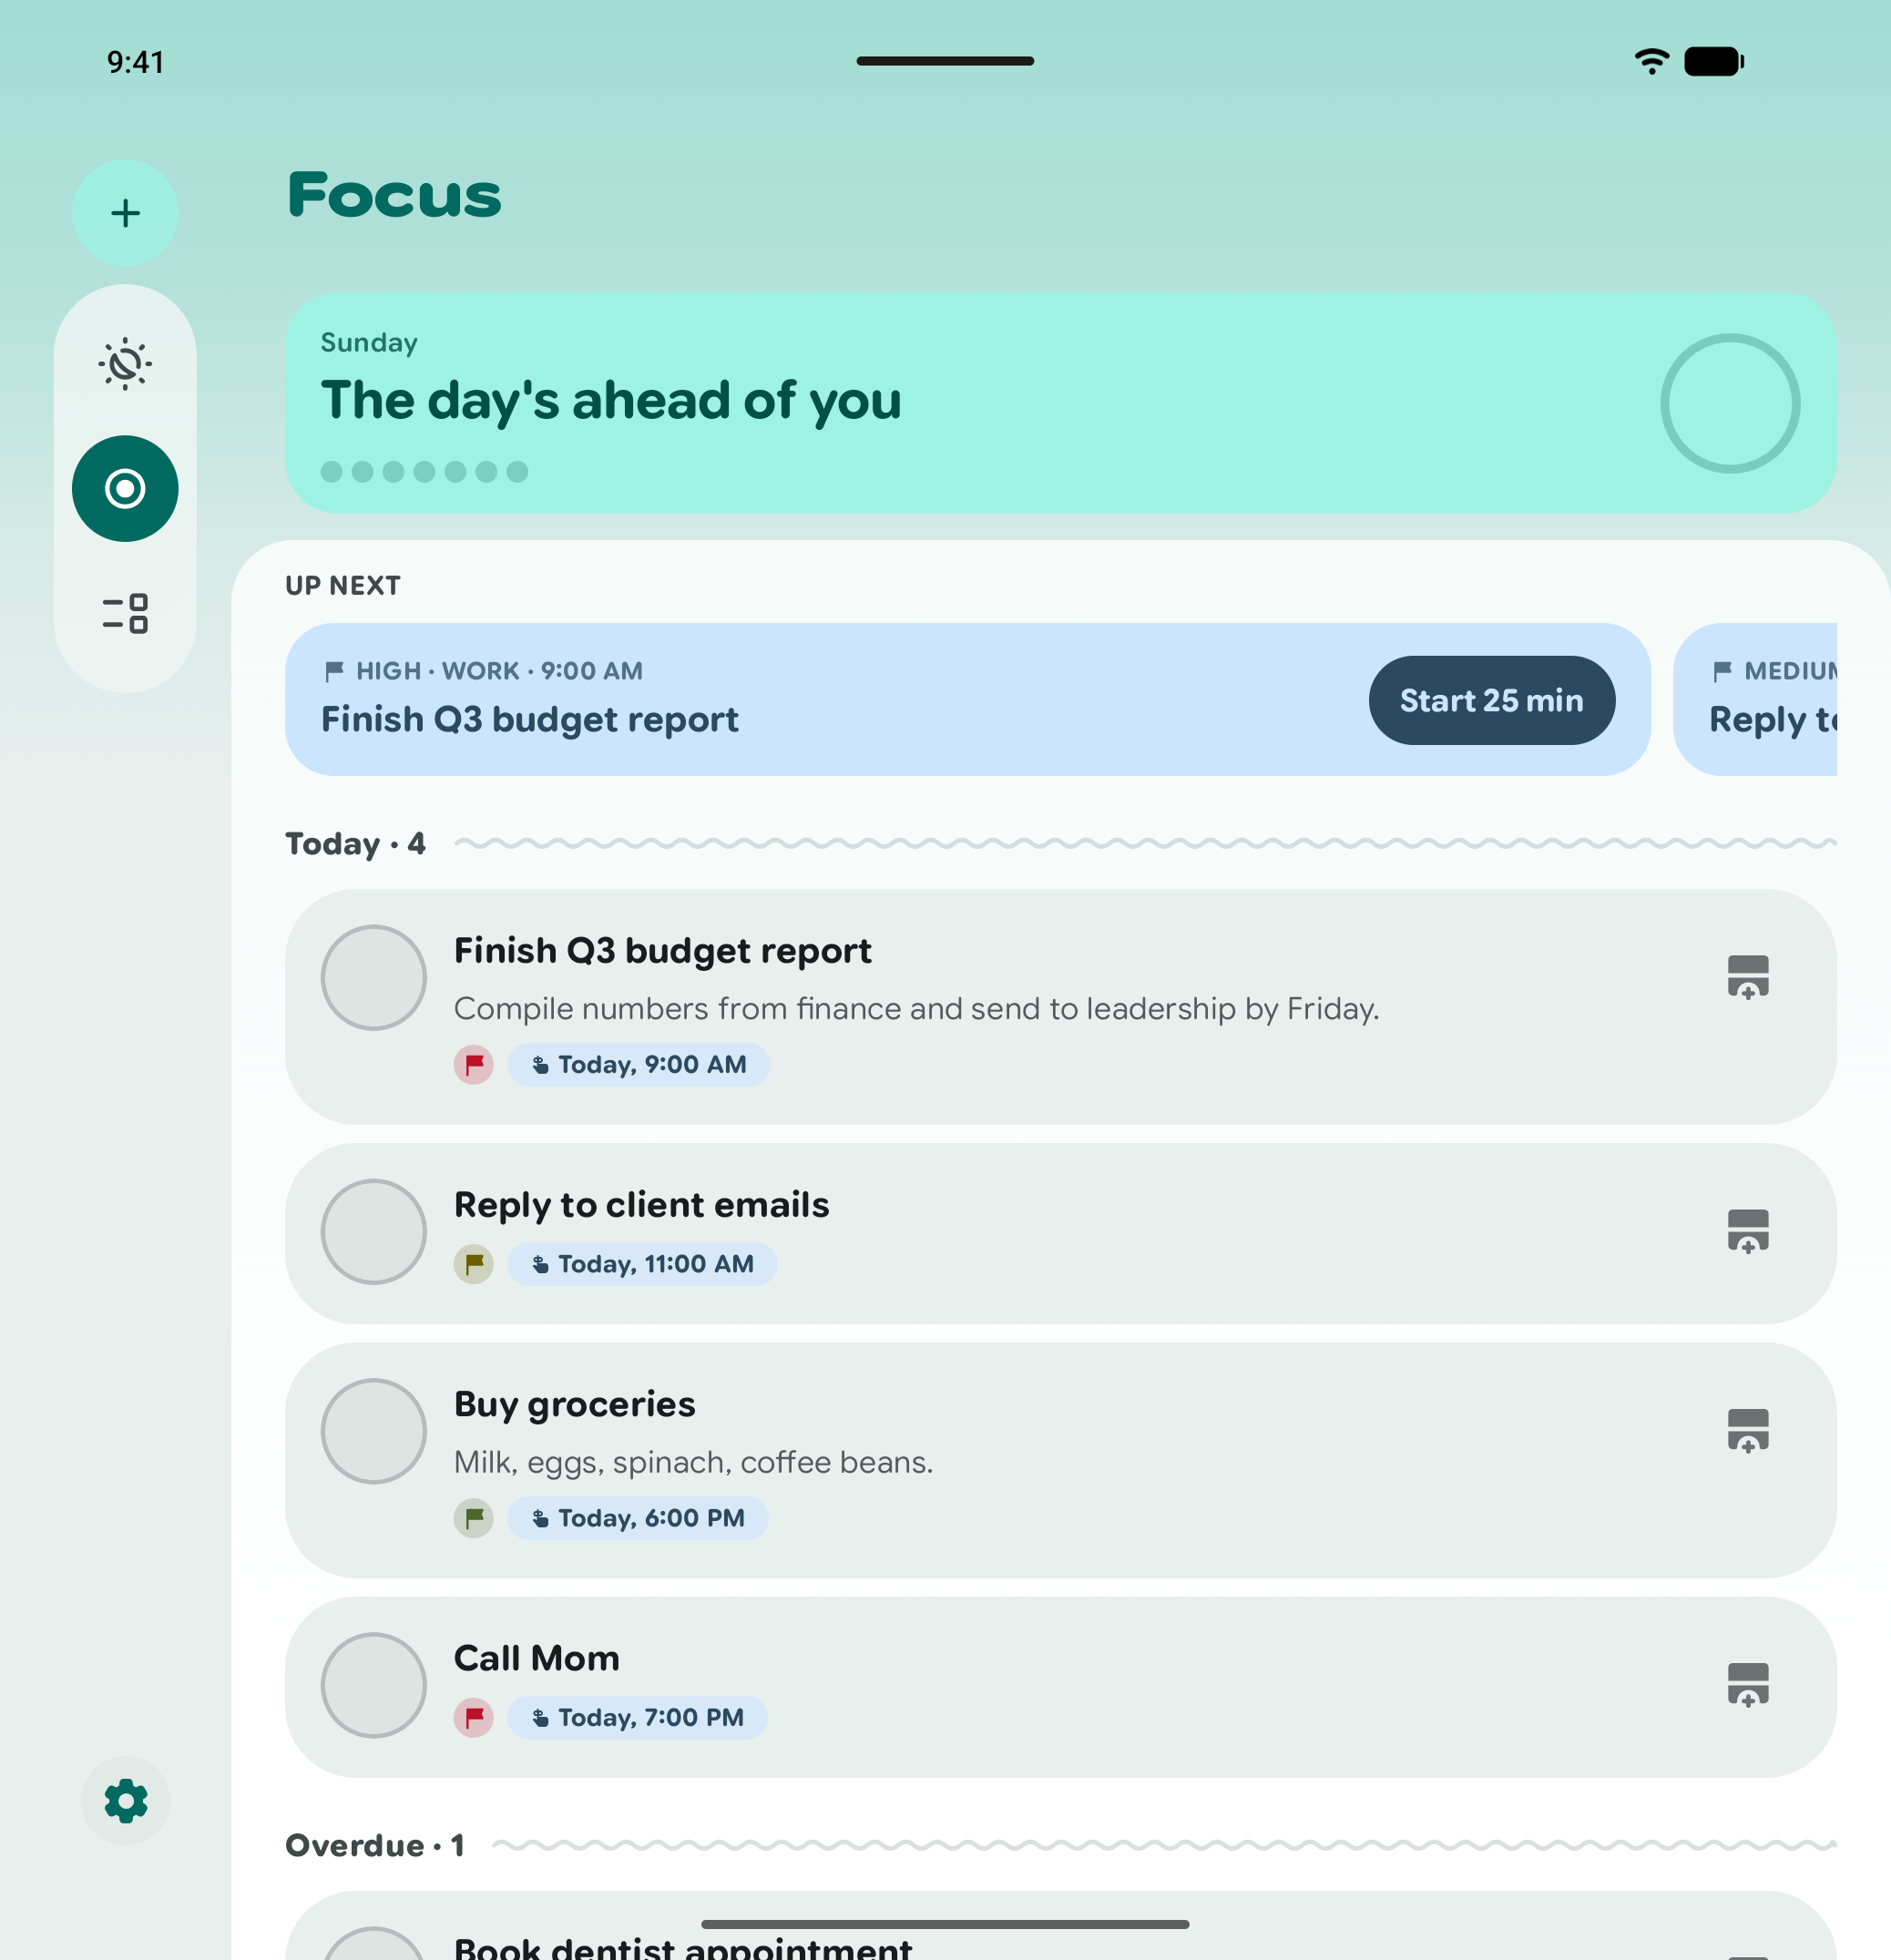 9:41
Focus
Sunday
The day's ahead of you
UP NEXT
HIGH · WORK · 9:00 AM
Finish Q3 budget report
Start 25 min
Reply
Today · 4
Finish Q3 budget report
Compile numbers from finance and send to leadership by Friday.
Today, 9:00 AM
Reply to client emails
Today, 11:00 AM
Buy groceries
Milk, eggs, spinach, coffee beans.
Today, 6:00 PM
Call Mom
Today, 7:00 PM
Overdue · 1
Book dentist appointment